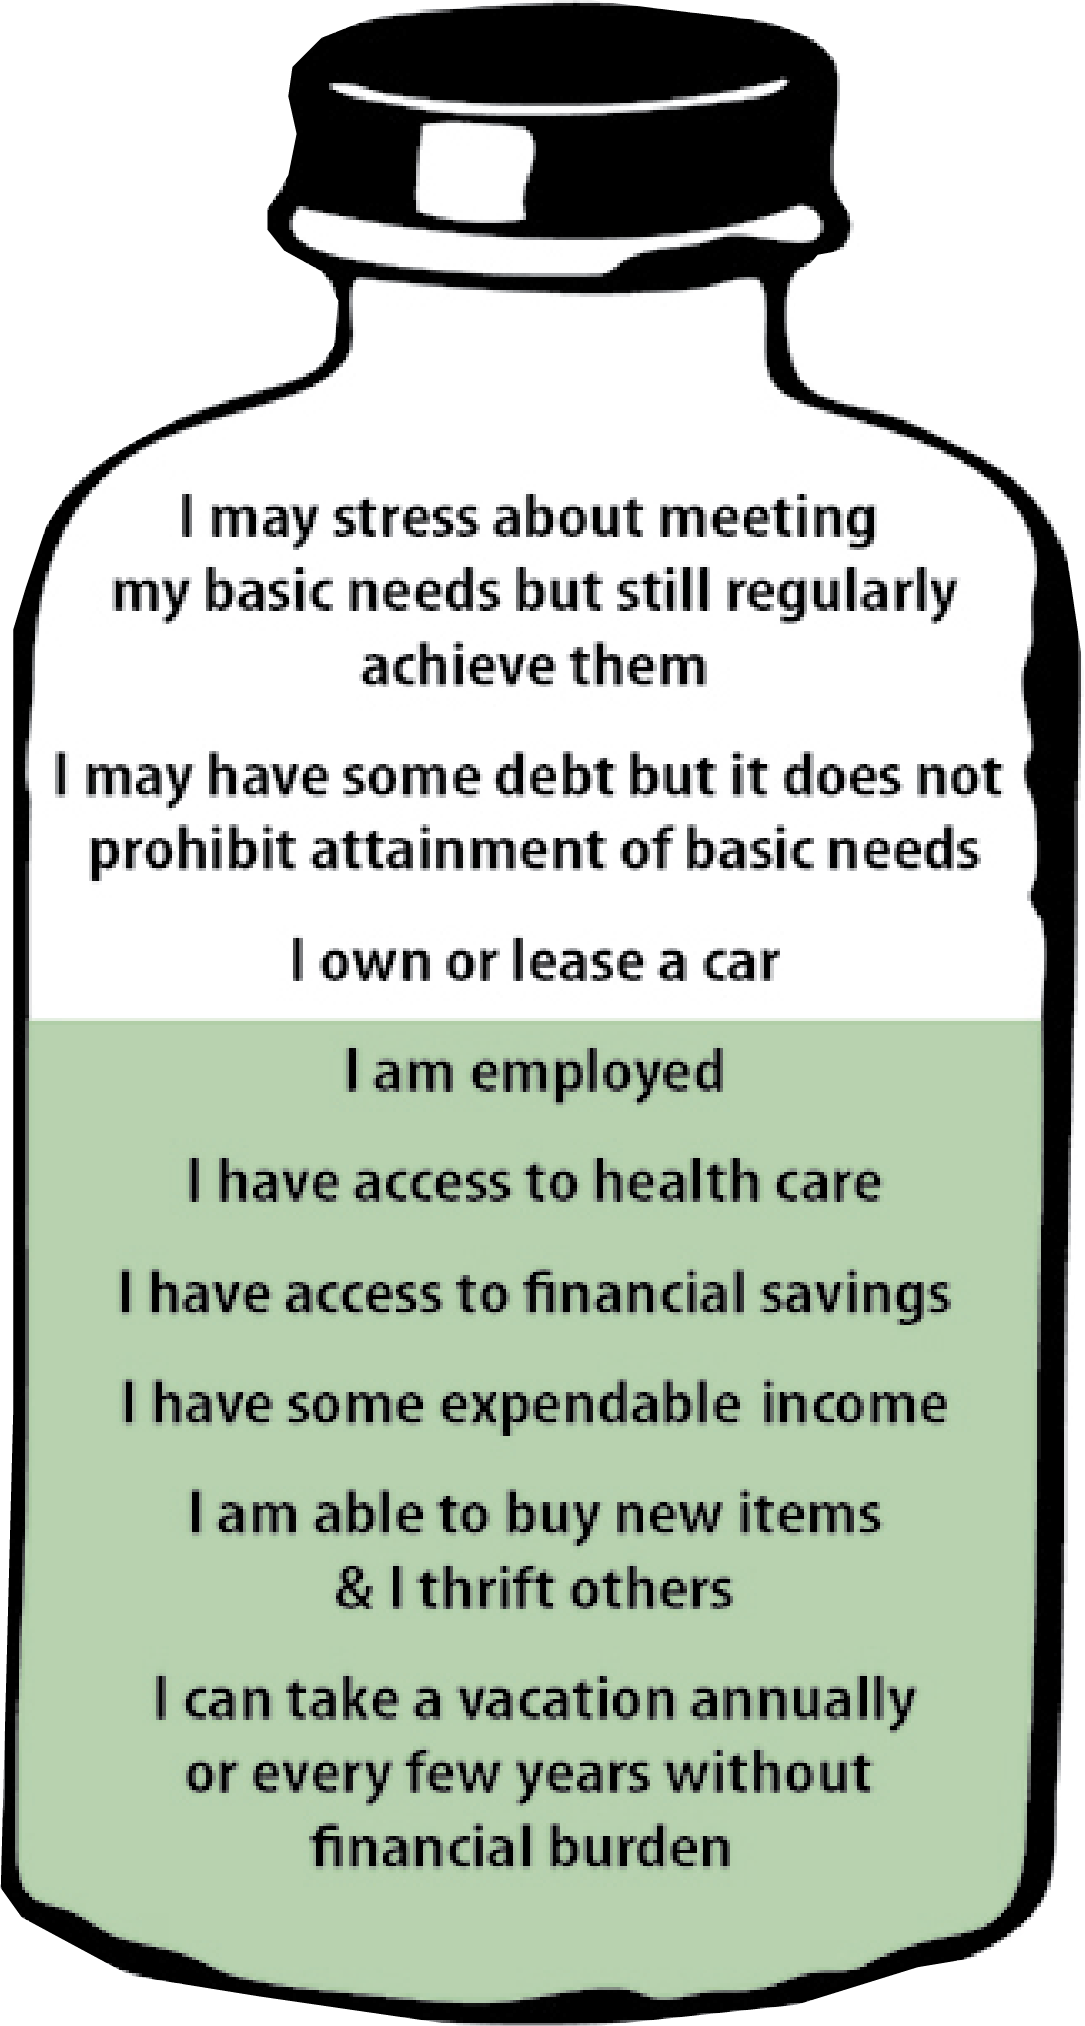 I may stress about meeting
my basic needs but still regularly
achieve them
I may have some debt but it does not
prohibit attainment of basic needs
I own or lease a car
I am employed
I have access to health care
I have access to financial savings
I have some expendable income
I am able to buy new items
& I thrift others
I can take a vacation annually
or every few years without
financial burden